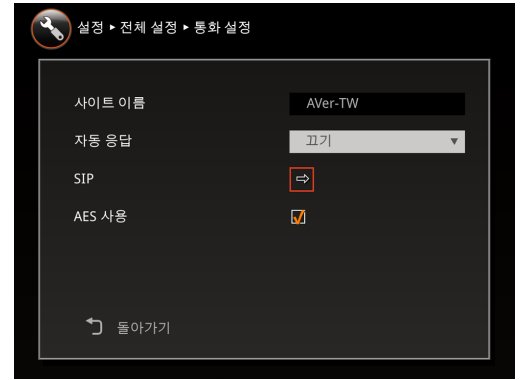 설정 ▸ 전체 설정 ▸ 통화 설정
사이트 이름 AVer-TW
자동 응답 끄기
SIP
AES 사용
돌아가기